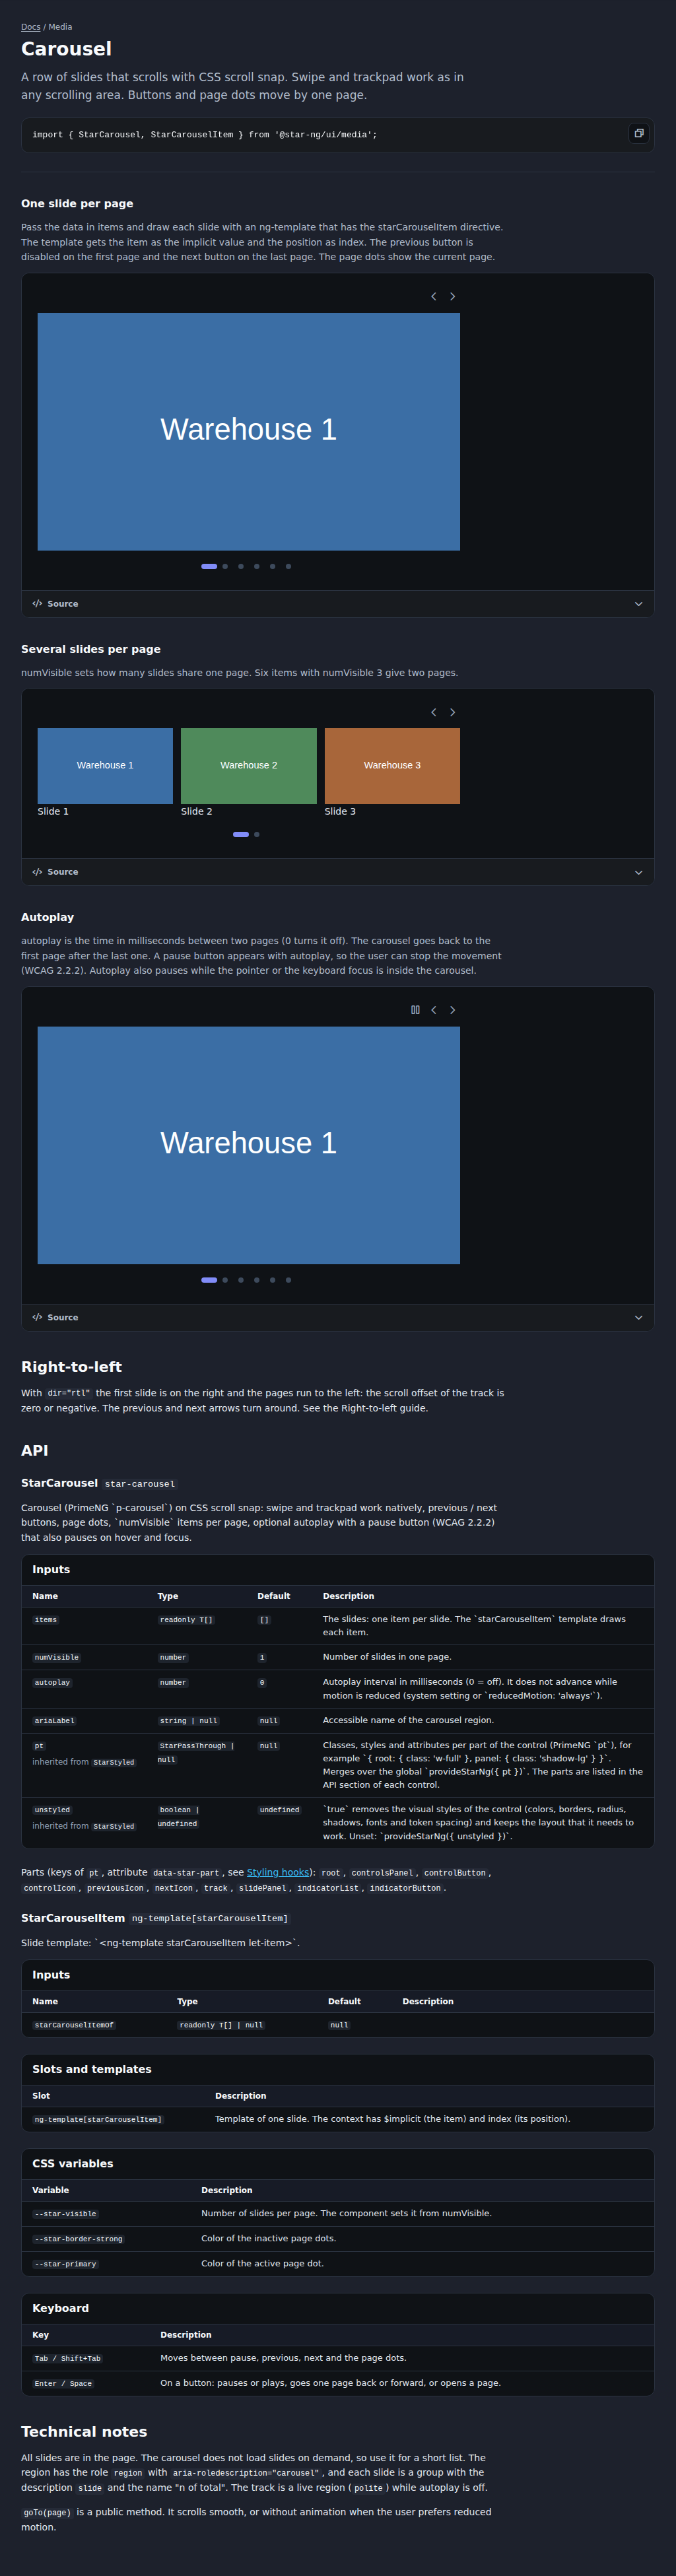 Docs / Media
Carousel
A row of slides that scrolls with CSS scroll snap. Swipe and trackpad work as in
any scrolling area. Buttons and page dots move by one page.
import { StarCarousel, StarCarouselItem } from '@star-ng/ui/media';
One slide per page
Pass the data in items and draw each slide with an ng-template that has the starCarouselItem directive.
The template gets the item as the implicit value and the position as index. The previous button is
disabled on the first page and the next button on the last page. The page dots show the current page.
Warehouse 1
Source
Several slides per page
numVisible sets how many slides share one page. Six items with numVisible 3 give two pages.
Warehouse 1 Warehouse 2 Warehouse 3
Slide 1 Slide 2 Slide 3
Source
Autoplay
autoplay is the time in milliseconds between two pages (0 turns it off). The carousel goes back to the
first page after the last one. A pause button appears with autoplay, so the user can stop the movement
(WCAG 2.2.2). Autoplay also pauses while the pointer or the keyboard focus is inside the carousel.
Warehouse 1
Source
Right-to-left
With dir="rtl" the first slide is on the right and the pages run to the left: the scroll offset of the track is
zero or negative. The previous and next arrows turn around. See the Right-to-left guide.
API
StarCarousel star-carousel
Carousel (PrimeNG `p-carousel`) on CSS scroll snap: swipe and trackpad work natively, previous / next
buttons, page dots, `numVisible` items per page, optional autoplay with a pause button (WCAG 2.2.2)
that also pauses on hover and focus.
Inputs
Name Type Default Description
items readonly T[] [] The slides: one item per slide. The `starCarouselItem` template draws
each item.
numVisible number 1 Number of slides in one page.
autoplay number 0 Autoplay interval in milliseconds (0 = off). It does not advance while
motion is reduced (system setting or `reducedMotion: 'always'`).
ariaLabel string | null null Accessible name of the carousel region.
pt StarPassThrough | null Classes, styles and attributes per part of the control (PrimeNG `pt`), for
inherited from StarStyled null example `{ root: { class: 'w-full' }, panel: { class: 'shadow-lg' } }`.
Merges over the global `provideStarNg({ pt })`. The parts are listed in the
API section of each control.
unstyled boolean | undefined `true` removes the visual styles of the control (colors, borders, radius,
inherited from StarStyled undefined shadows, fonts and token spacing) and keeps the layout that it needs to
work. Unset: `provideStarNg({ unstyled })`.
Parts (keys of pt, attribute data-star-part, see Styling hooks): root, controlsPanel, controlButton,
controlIcon, previousIcon, nextIcon, track, slidePanel, indicatorList, indicatorButton.
StarCarouselItem ng-template[starCarouselItem]
Slide template: `<ng-template starCarouselItem let-item>`.
Inputs
Name Type Default Description
starCarouselItemOf readonly T[] | null null
Slots and templates
Slot Description
ng-template[starCarouselItem] Template of one slide. The context has $implicit (the item) and index (its position).
CSS variables
Variable Description
--star-visible Number of slides per page. The component sets it from numVisible.
--star-border-strong Color of the inactive page dots.
--star-primary Color of the active page dot.
Keyboard
Key Description
Tab / Shift+Tab Moves between pause, previous, next and the page dots.
Enter / Space On a button: pauses or plays, goes one page back or forward, or opens a page.
Technical notes
All slides are in the page. The carousel does not load slides on demand, so use it for a short list. The
region has the role region with aria-roledescription="carousel", and each slide is a group with the
description slide and the name "n of total". The track is a live region (polite) while autoplay is off.
goTo(page) is a public method. It scrolls smooth, or without animation when the user prefers reduced
motion.